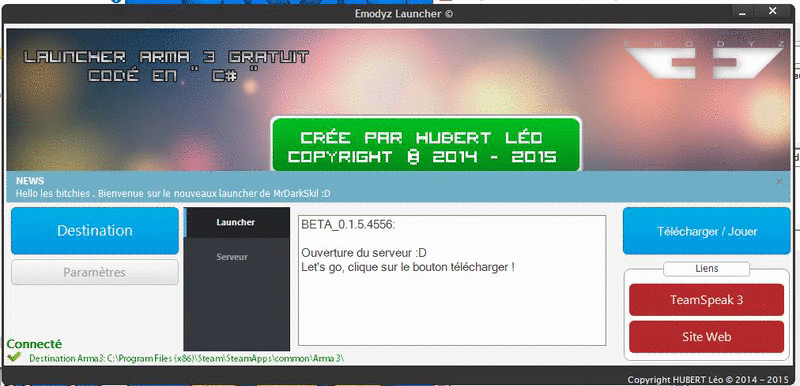 Emodyz Launcher ©
LAUNCHER ARMA 3 GRATUIT
CODÉ EN " C# "
MODYZ
CRÉE PAR HUBERT LÉO
COPYRIGHT @ 2014 - 2015
NEWS
Hello les bitchies . Bienvenue sur le nouveaux launcher de MrDarkSkil :D
Destination
Paramètres
Launcher
Serveur
BETA_0.1.5.4556:
Ouverture du serveur :D
Let's go, clique sur le bouton télécharger !
Télécharger / Jouer
Liens
TeamSpeak 3
Site Web
Connecté
Destination Arma3: C:\Program Files (x86)\Steam\SteamApps\common\Arma 3\
Copyright HUBERT Léo © 2014 - 2015